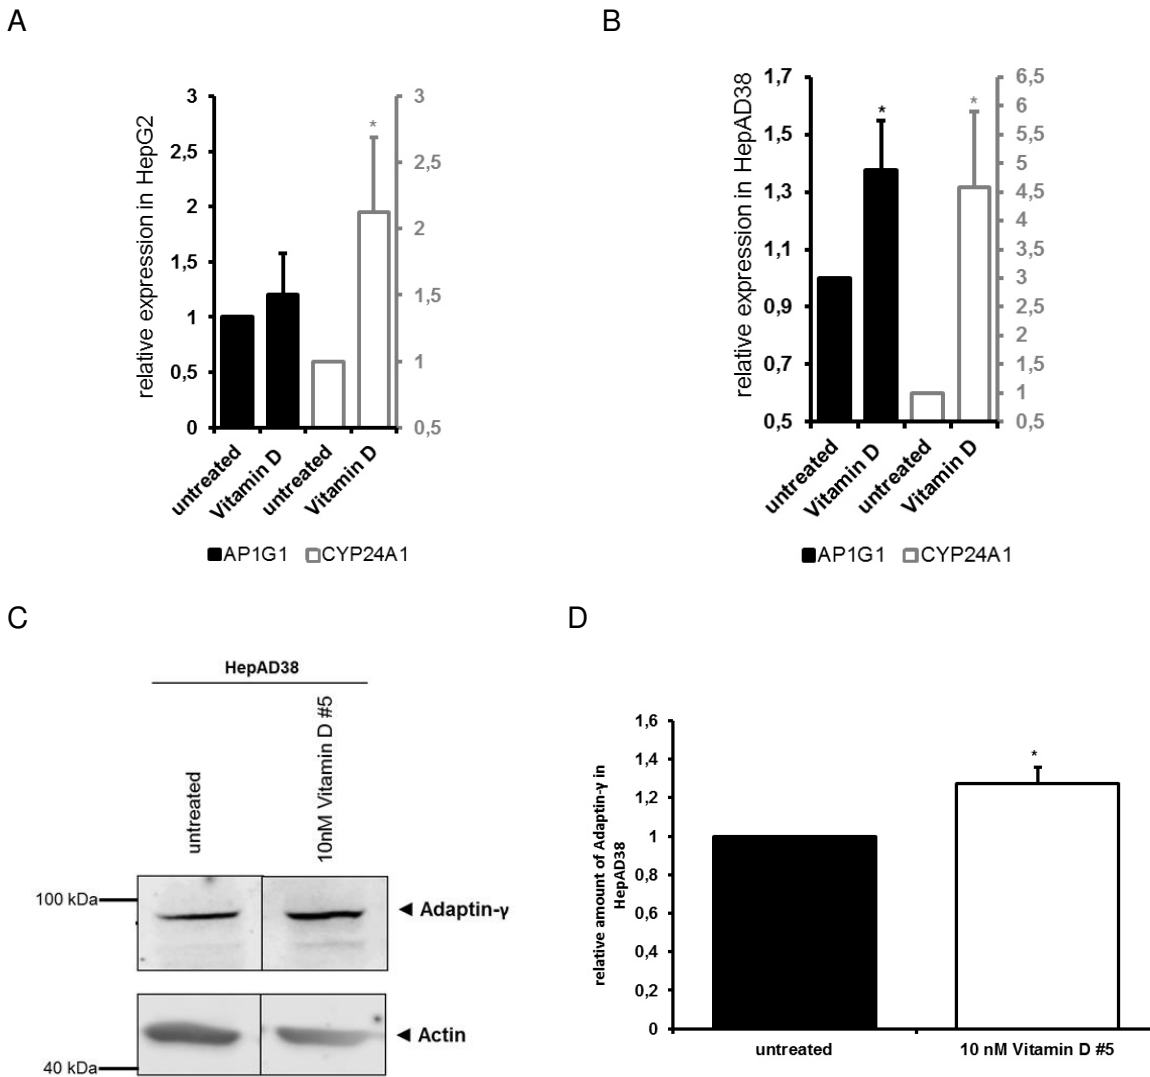 A
relative expression in HepG2
3
2,5
2
1,5
1
0,5
0
*
3
2,5
2
1,5
1
0,5
untreated
Vitamin D
untreated
Vitamin D
AP1G1 CYP24A1
B
relative expression in HepAD38
1,7
1,5
1,3
1,1
0,9
0,7
0,5
* *
6,5
6
5,5
5
4,5
4
3,5
3
2,5
2
1,5
1
0,5
untreated
Vitamin D
untreated
Vitamin D
AP1G1 CYP24A1
C
HepAD38
untreated
10nM Vitamin D #5
100 kDa
Adaptin-γ
Actin
40 kDa
D
relative amount of Adaptin-γ in
HepAD38
1,6
1,4
1,2
1
0,8
0,6
0,4
0,2
0
*
untreated
10 nM Vitamin D #5